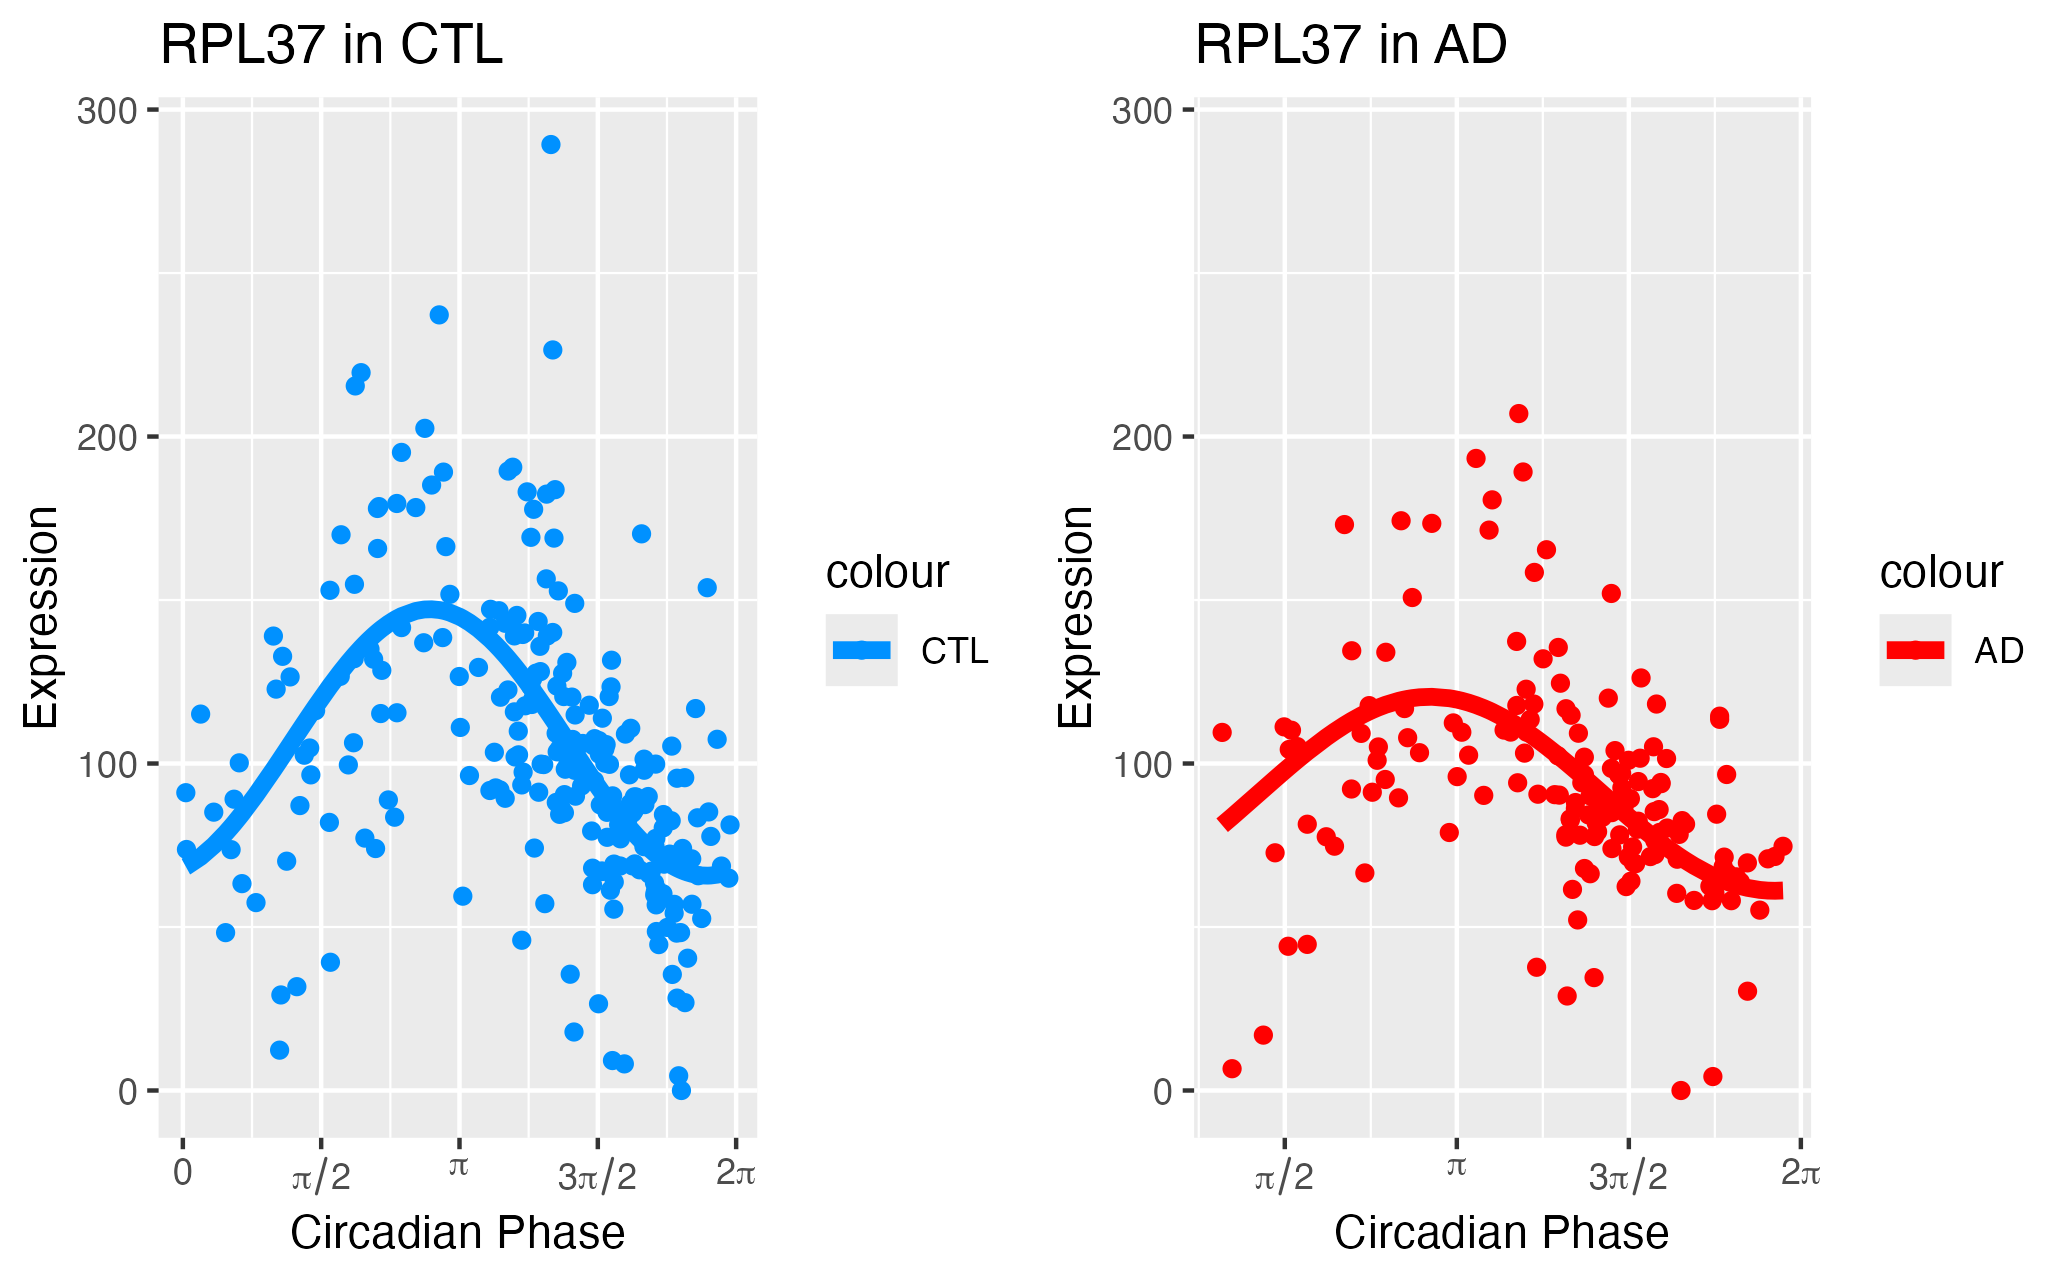 RPL37 in CTL
300
200
100
0
Expression
0
π/2
π
3π/2
2π
Circadian Phase
colour
CTL
RPL37 in AD
300
200
100
0
Expression
π/2
π
3π/2
2π
Circadian Phase
colour
AD